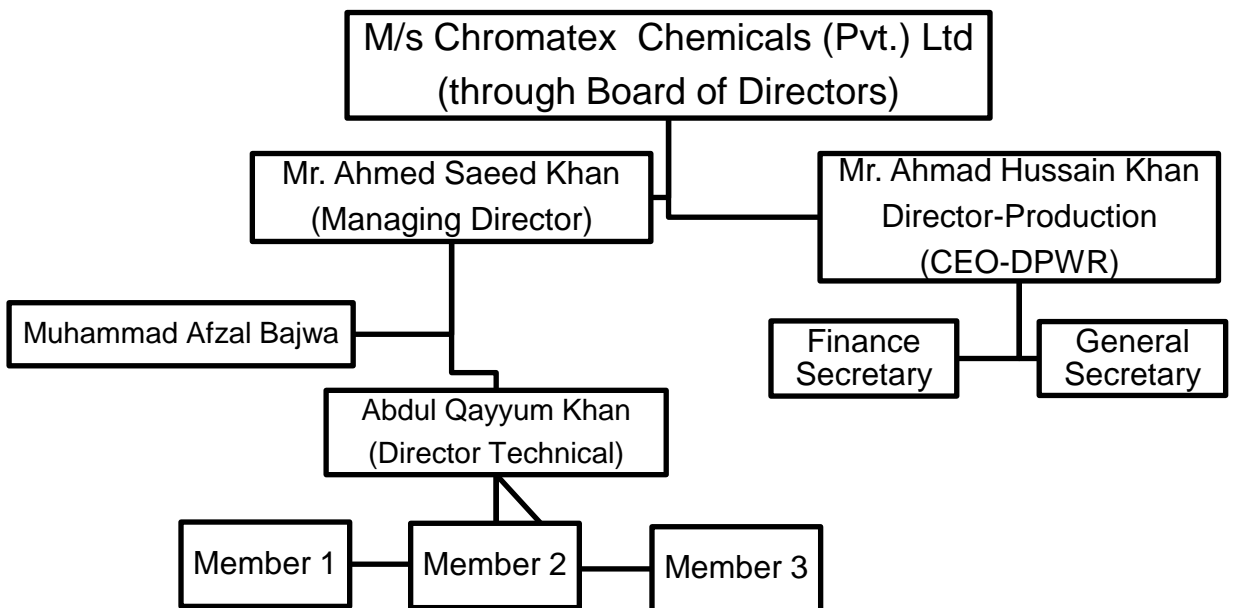 M/s Chromatex Chemicals (Pvt.) Ltd
(through Board of Directors)
Mr. Ahmed Saeed Khan
(Managing Director)
Mr. Ahmad Hussain Khan
Director-Production
(CEO-DPWR)
Muhammad Afzal Bajwa
Finance
Secretary
General
Secretary
Abdul Qayyum Khan
(Director Technical)
Member 1
Member 2
Member 3